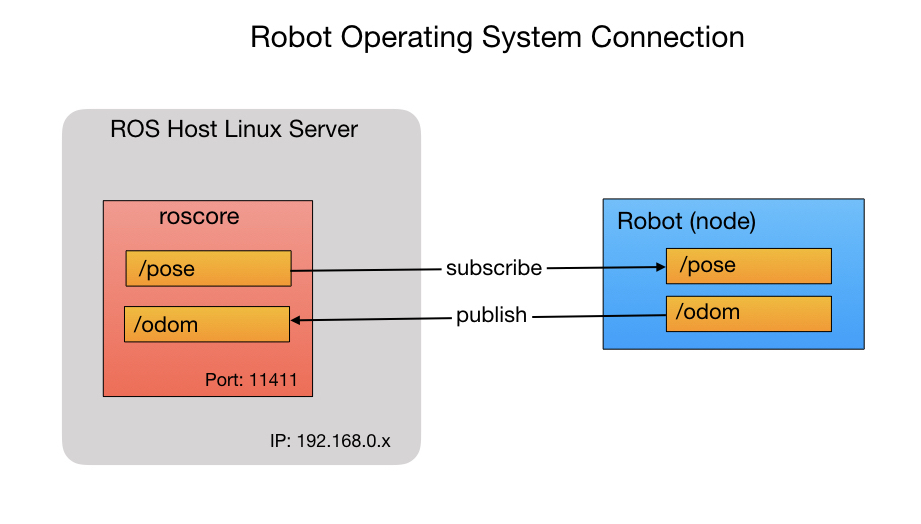 Robot Operating System Connection
ROS Host Linux Server
roscore
Robot (node)
/pose
subscribe
/pose
/odom
publish
/odom
Port: 11411
IP: 192.168.0.x